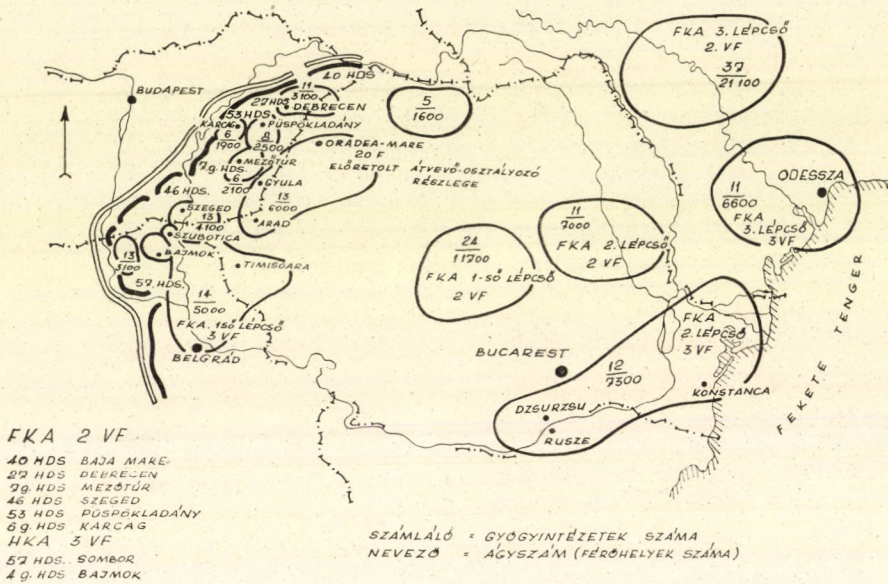 FKA 3. LÉPCSŐ
2. VF
37
21 100
40 HDS
BUDAPEST
11
3100
27 HDS
DEBRECEN
5
1600
53 HDS
KARCAG
6
1900
PÜSPÖKLADÁNY
8
2500
ORADEA-MARE
20 F
ELŐRETOLT ÁTVEVŐ-OSZTÁLYOZÓ
RÉSZLEGE
7g. HDS
MEZŐTÚR
6
2100
GYULA
13
6000
ARAD
46 HDS.
SZEGED
13
4100
SZUBOTICA
BAJMOK
13
3100
57 HDS.
TIMISOARA
14
5000
FKA. 1SŐ LÉPCSŐ
3 VF
BELGRÁD
24
11700
FKA 1-SŐ LÉPCSŐ
2 VF
11
7000
FKA 2. LÉPCSŐ
2 VF
ODESSZA
11
6600
FKA
3. LÉPCSŐ
3 VF
FKA
2. LÉPCSŐ
3 VF
BUCAREST
12
7300
KONSTANCA
DZSURZSU
RUSZE
FEKETE TENGER
FKA 2 VF
40 HDS BAJA MARE
27 HDS DEBRECEN
7g. HDS MEZŐTÚR
46 HDS SZEGED
53 HDS PÜSPÖKLADÁNY
6 g. HDS KARCAG
HKA 3 VF
57 HDS. SOMBOR
4 g. HDS BAJMOK
SZÁMLÁLÓ = GYÓGYINTÉZETEK SZÁMA
NEVEZŐ = ÁGYSZÁM (FÉRŐHELYEK SZÁMA)